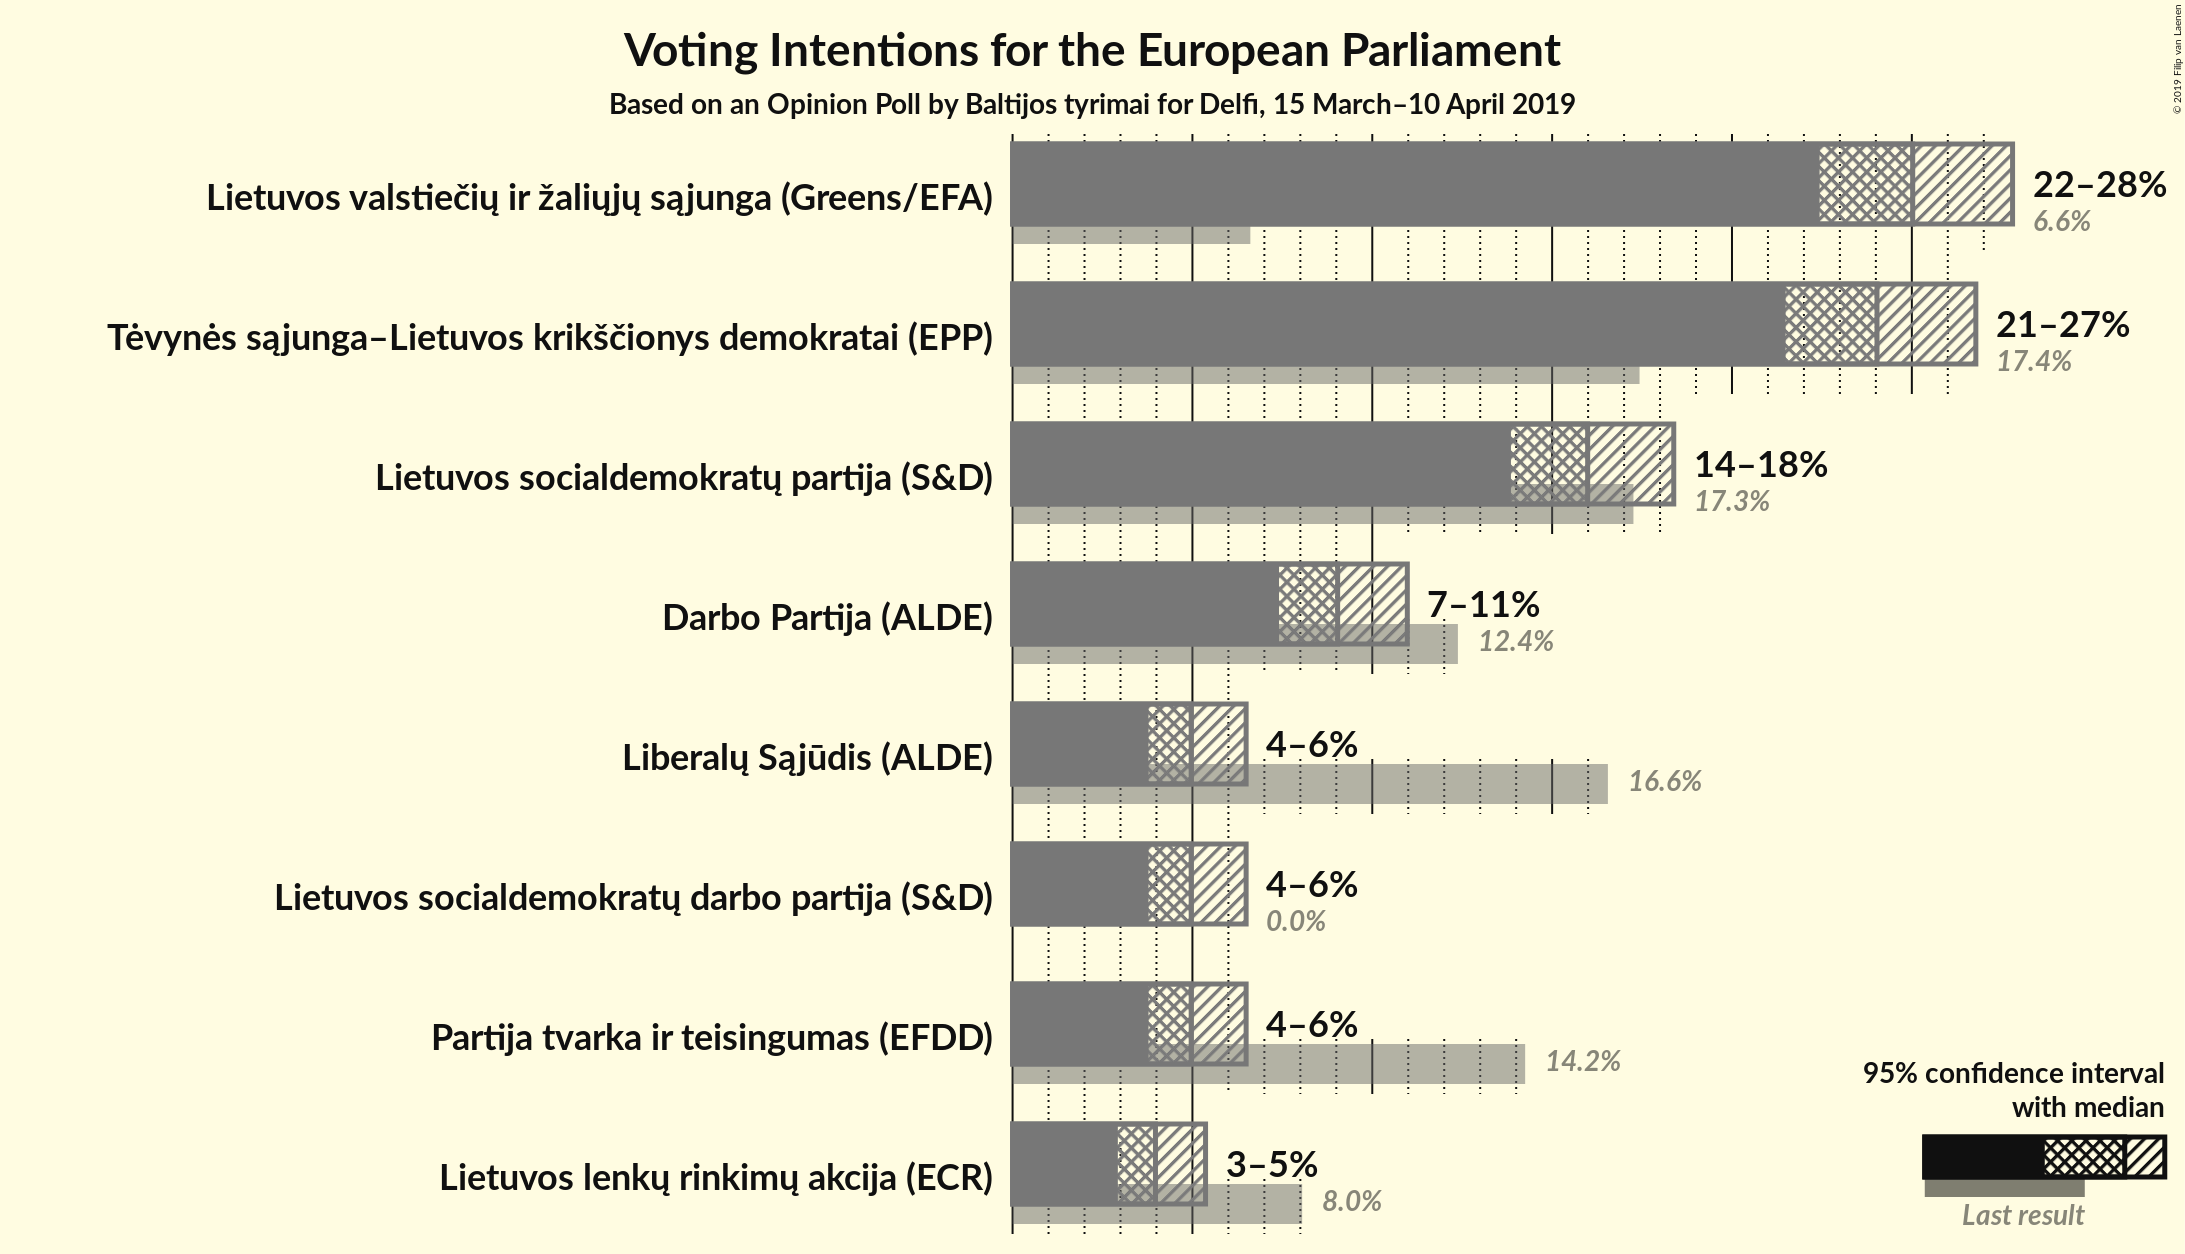 Voting Intentions for the European Parliament
Based on an Opinion Poll by Baltijos tyrimai for Delfi, 15 March–10 April 2019
© 2019 Filip van Laenen
Lietuvos valstiečių ir žaliųjų sąjunga (Greens/EFA)
22–28%
6.6%
Tėvynės sąjunga–Lietuvos krikščionys demokratai (EPP)
21–27%
17.4%
Lietuvos socialdemokratų partija (S&D)
14–18%
17.3%
Darbo Partija (ALDE)
7–11%
12.4%
Liberalų Sąjūdis (ALDE)
4–6%
16.6%
Lietuvos socialdemokratų darbo partija (S&D)
4–6%
0.0%
Partija tvarka ir teisingumas (EFDD)
4–6%
14.2%
Lietuvos lenkų rinkimų akcija (ECR)
3–5%
8.0%
95% confidence interval
with median
Last result